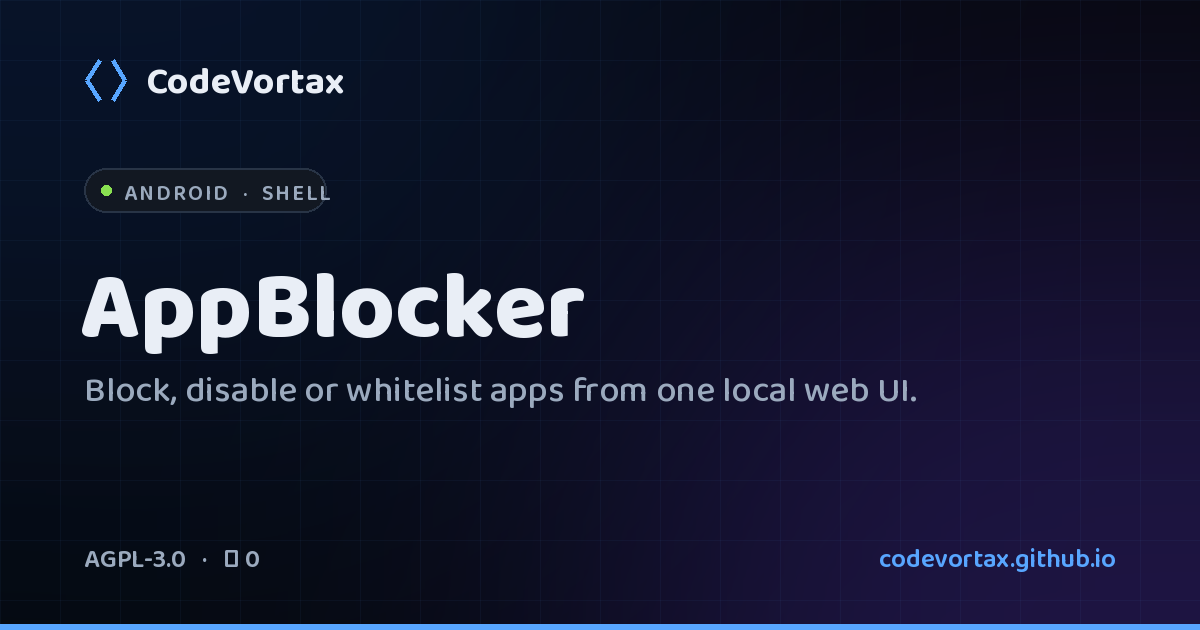 CodeVortax
ANDROID · SHELL
AppBlocker
Block, disable or whitelist apps from one local web UI.
AGPL-3.0 · 0
codevortax.github.io